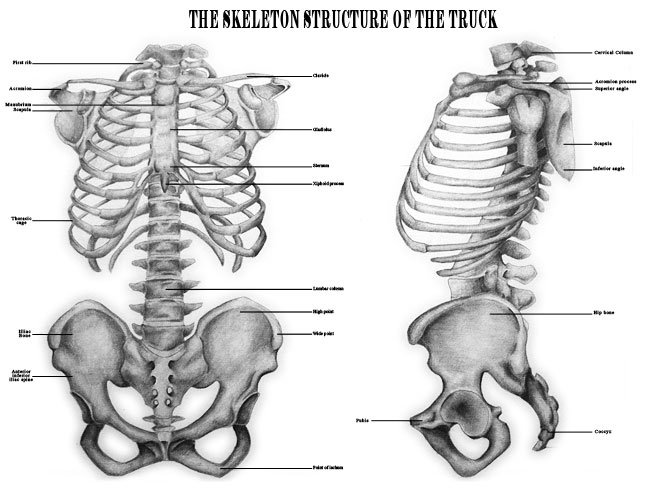 THE SKELETON STRUCTURE OF THE TRUCK
First rib
Acromion
Manubrium
Scapula
Thoracic
cage
Illiac
Bone
Anterior
Inferior
Iliac spine
Clavicle
Gladiolus
Sternum
Xiphoid process
Lumbar column
High point
Wide point
Point of ischum
Cervical Column
Acromion process
Superior angle
Scapula
Inferior angle
Hip bone
Pubis
Coccyx